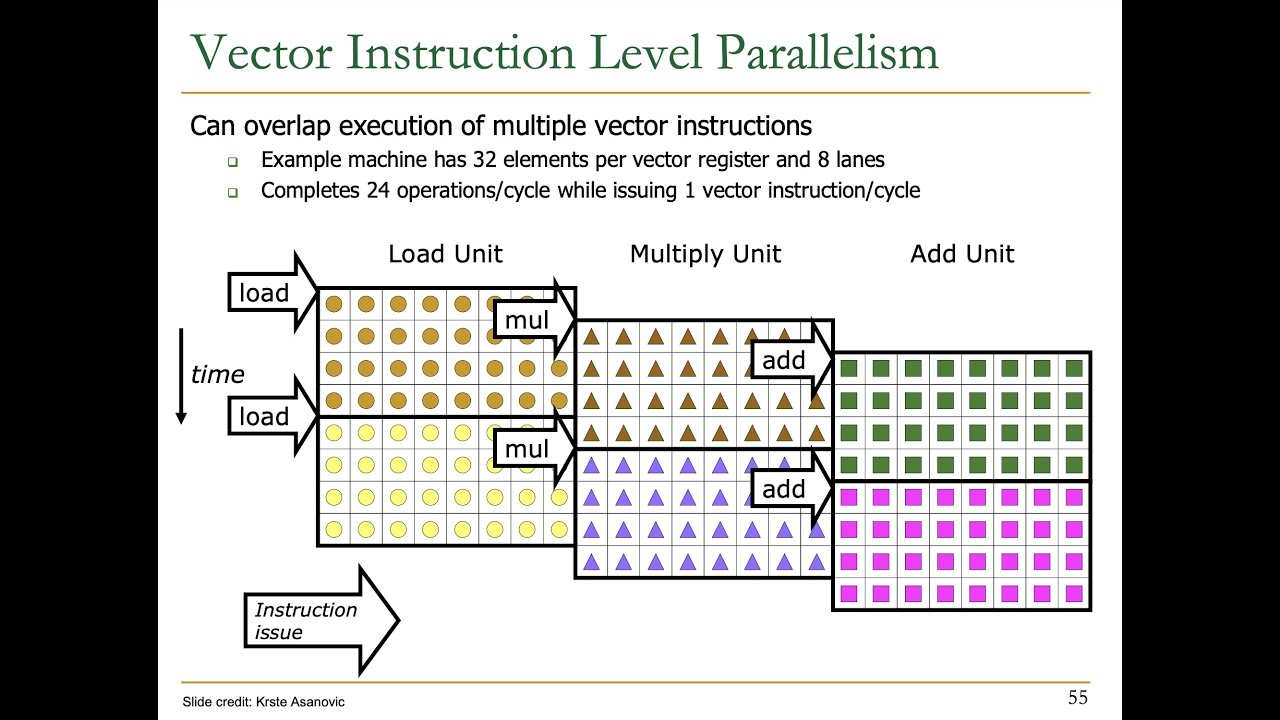 Vector Instruction Level Parallelism
Can overlap execution of multiple vector instructions
Example machine has 32 elements per vector register and 8 lanes
Completes 24 operations/cycle while issuing 1 vector instruction/cycle
Load Unit
Multiply Unit
Add Unit
load
mul
add
time
load
mul
add
Instruction
issue
Slide credit: Krste Asanovic
55